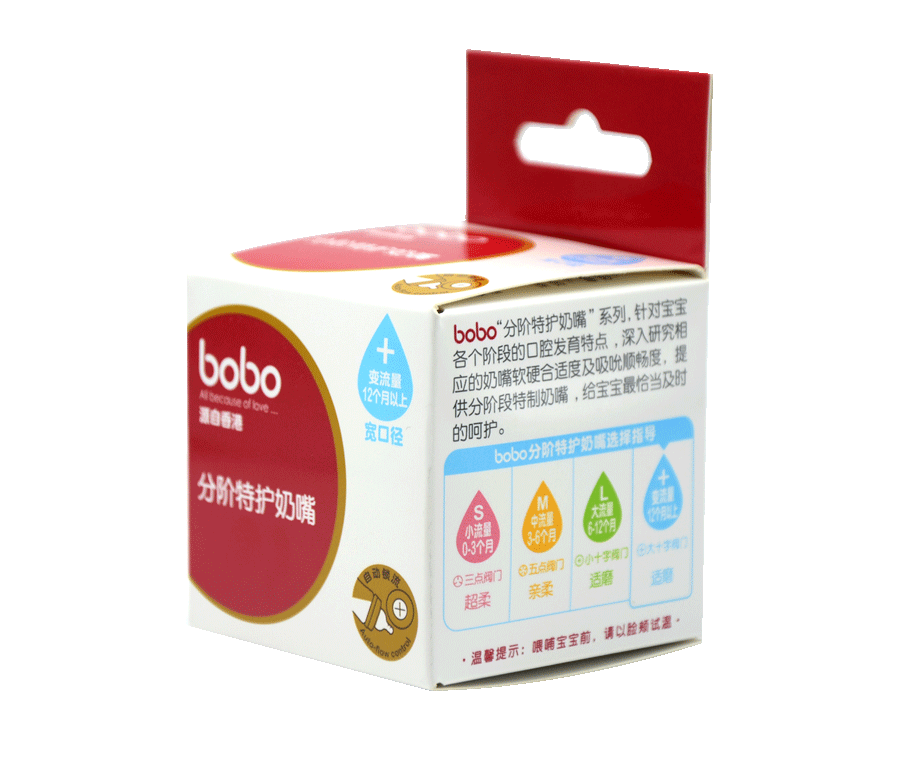 bobo
All because of love ...
源自香港
分阶特护奶嘴
+
变流量
12个月以上
宽口径
自动锁流
Auto-flow control
bobo“分阶特护奶嘴”系列,针对宝宝
各个阶段的口腔发育特点,深入研究相
应的奶嘴软硬合适度及吸吮顺畅度,提
供分阶段特制奶嘴,给宝宝最恰当及时
的呵护。
bobo分阶特护奶嘴选择指导
S
小流量
0-3个月
三点阀门
超柔
M
中流量
3-6个月
五点阀门
亲柔
L
大流量
6-12个月
小十字阀门
适磨
+
变流量
12个月以上
大十字阀门
适磨
·温馨提示:喂哺宝宝前,请以脸颊试温·